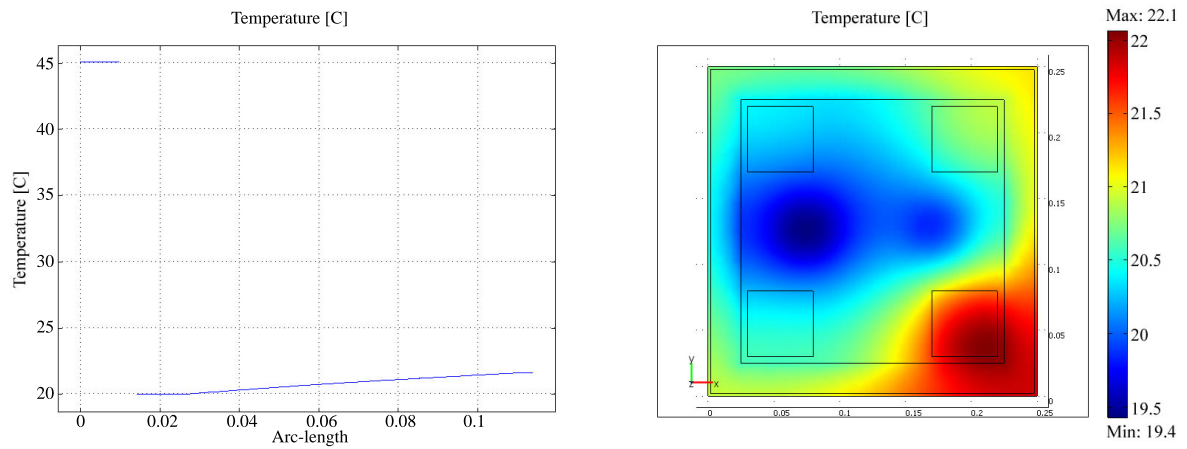 Temperature [C]
45
40
35
30
25
20
Temperature [C]
0 0.02 0.04 0.06 0.08 0.1
Arc-length
Temperature [C]
0.25
0.2
0.15
0.1
0.05
0
0 0.05 0.1 0.15 0.2 0.25
y
z x
Max: 22.1
22
21.5
21
20.5
20
19.5
Min: 19.4